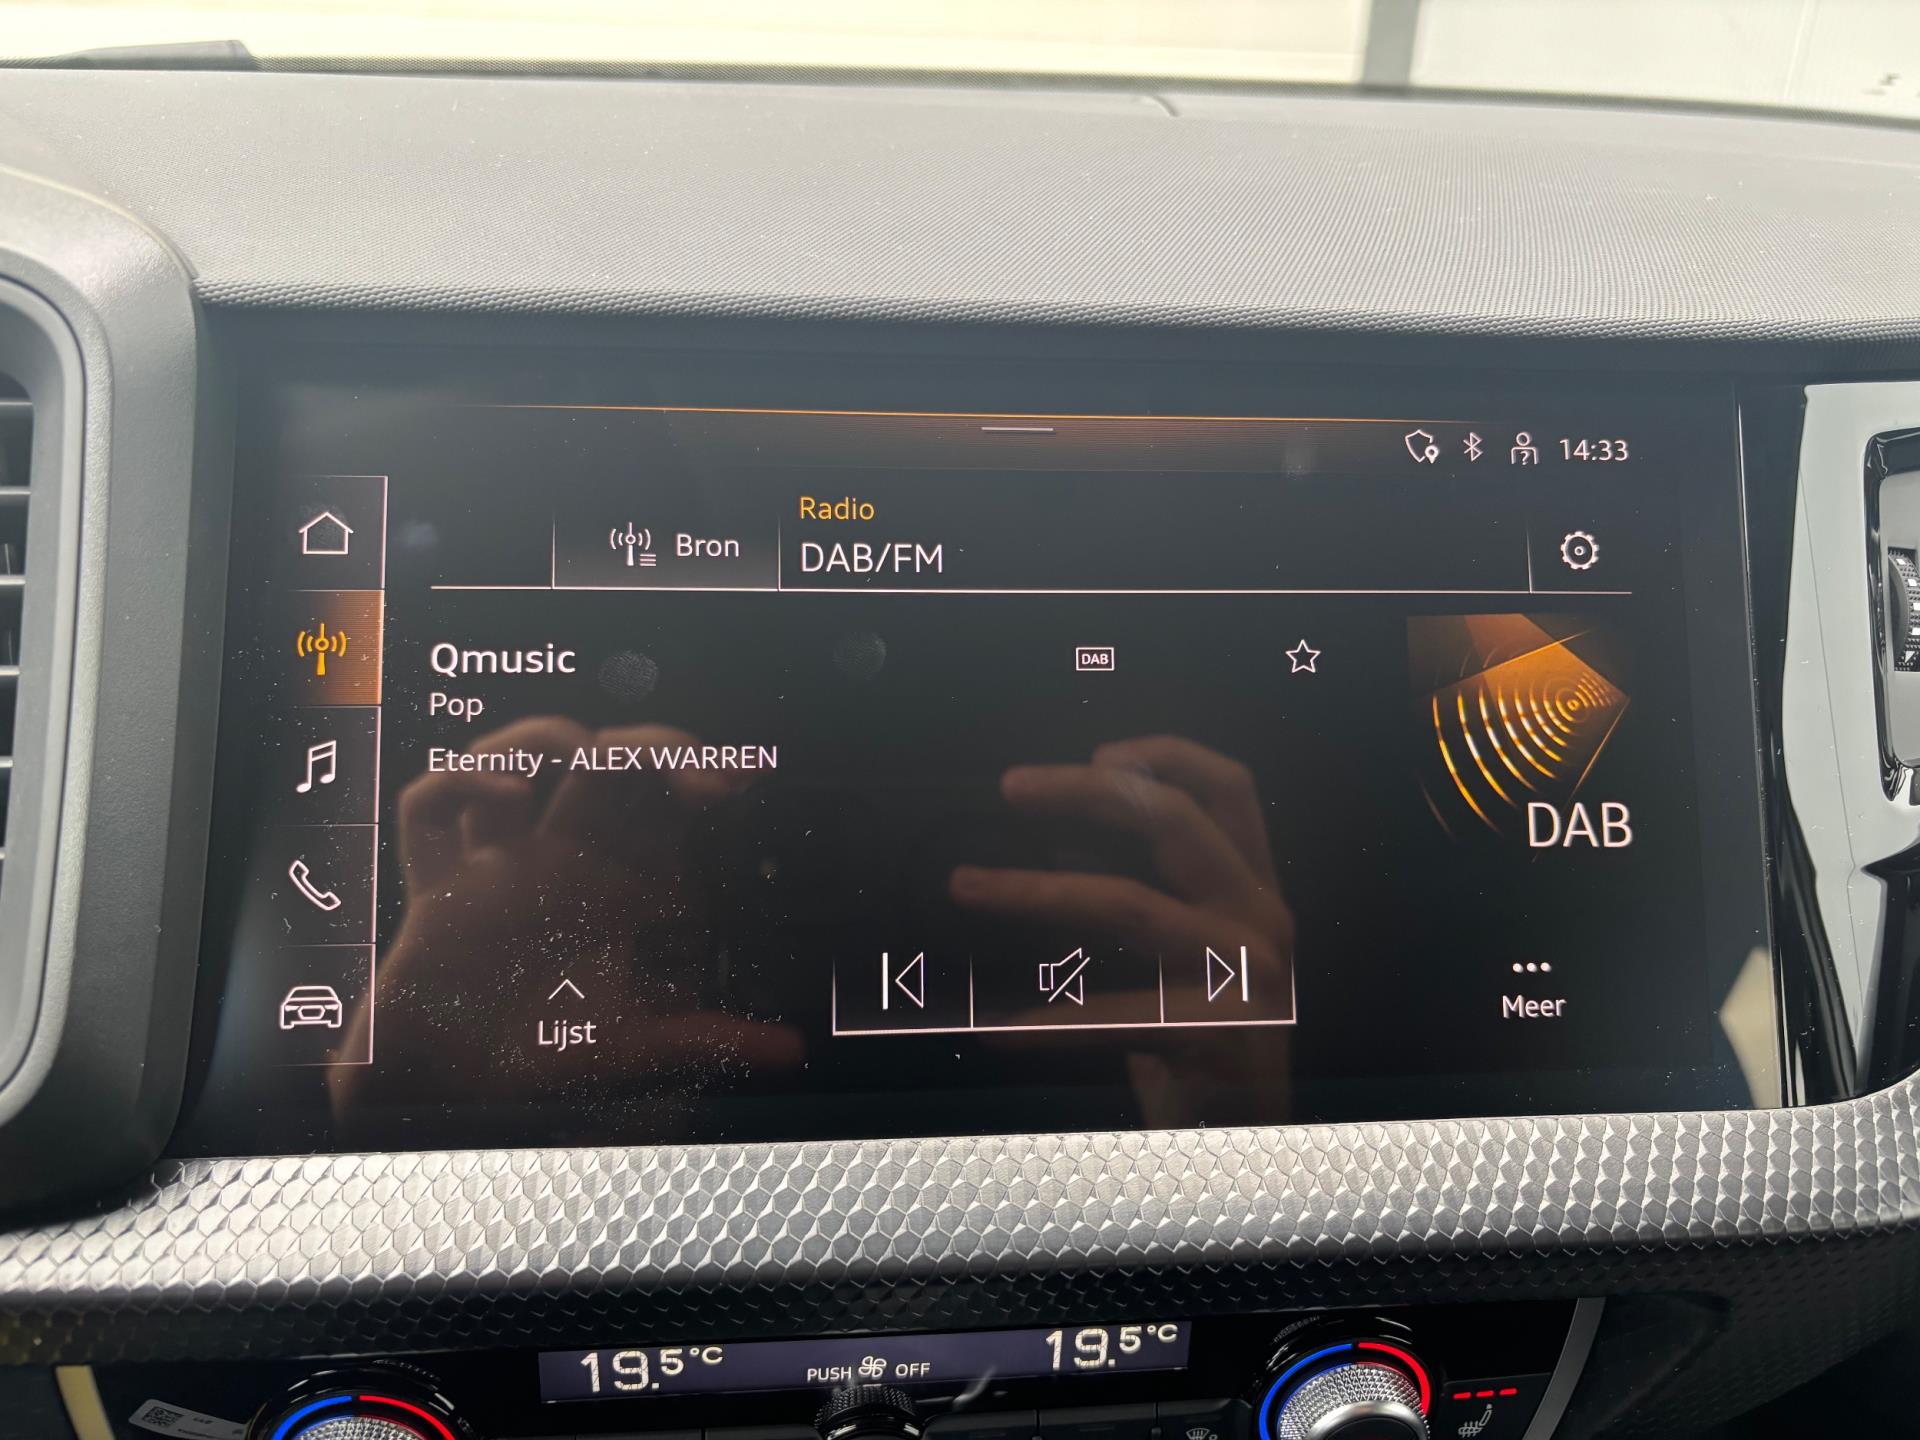 14:33
Bron
Radio
DAB/FM
Qmusic
DAB
Pop
Eternity - ALEX WARREN
DAB
Lijst
Meer
19.5°C
PUSH OFF
19.5°C